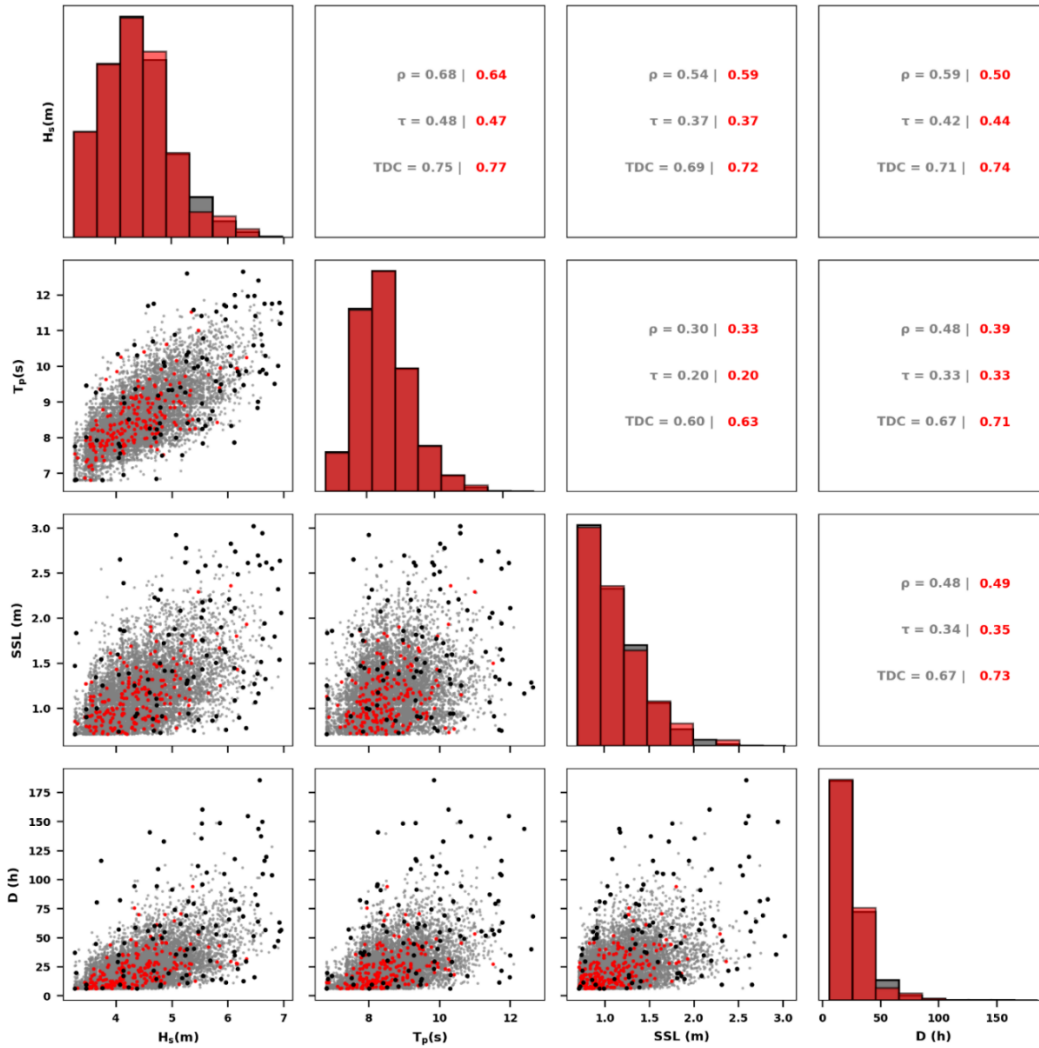 H_s(m)
ρ = 0.68 | 0.64
τ = 0.48 | 0.47
TDC = 0.75 | 0.77
ρ = 0.54 | 0.59
τ = 0.37 | 0.37
TDC = 0.69 | 0.72
ρ = 0.59 | 0.50
τ = 0.42 | 0.44
TDC = 0.71 | 0.74
T_p(s)
12
11
10
9
8
7
ρ = 0.30 | 0.33
τ = 0.20 | 0.20
TDC = 0.60 | 0.63
ρ = 0.48 | 0.39
τ = 0.33 | 0.33
TDC = 0.67 | 0.71
SSL (m)
3.0
2.5
2.0
1.5
1.0
ρ = 0.48 | 0.49
τ = 0.34 | 0.35
TDC = 0.67 | 0.73
D (h)
175
150
125
100
75
50
25
0
4 5 6 7
8 10 12
1.0 1.5 2.0 2.5 3.0
0 50 100 150
H_s(m) T_p(s) SSL (m) D (h)